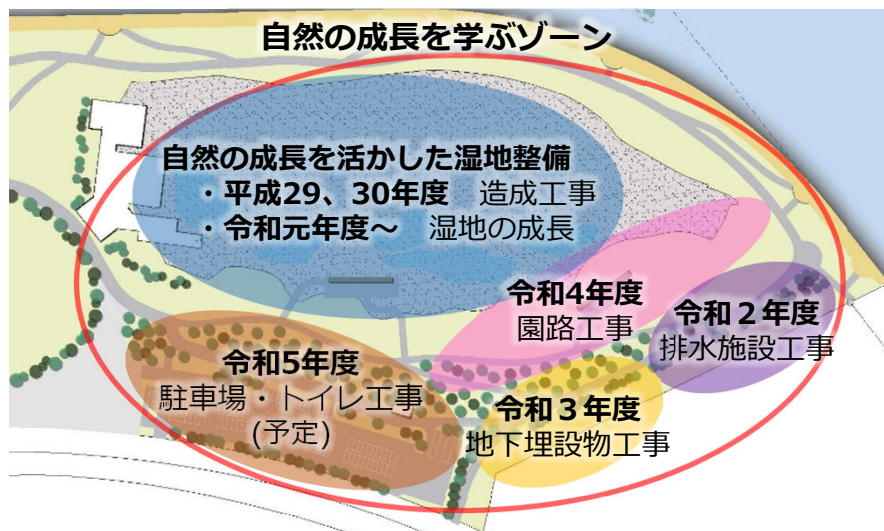 自然の成長を学ぶゾーン
自然の成長を活かした湿地整備
・平成29、30年度　造成工事
・令和元年度～　湿地の成長
令和4年度
園路工事
令和２年度
排水施設工事
令和5年度
駐車場・トイレ工事
(予定)
令和３年度
地下埋設物工事